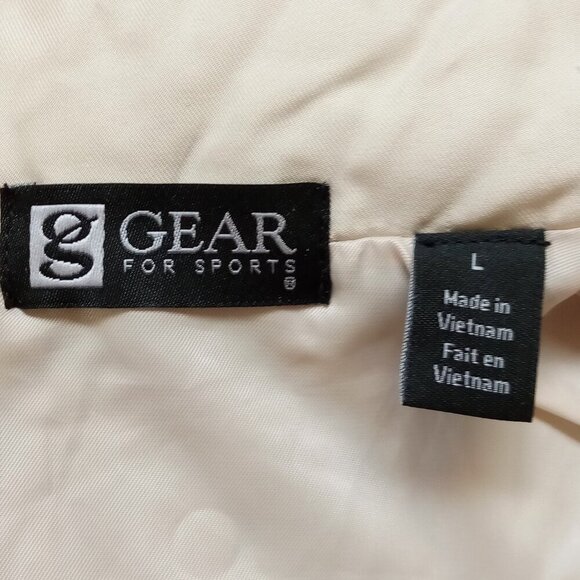 g GEAR
FOR SPORTS®
L
Made in
Vietnam
Fait en
Vietnam